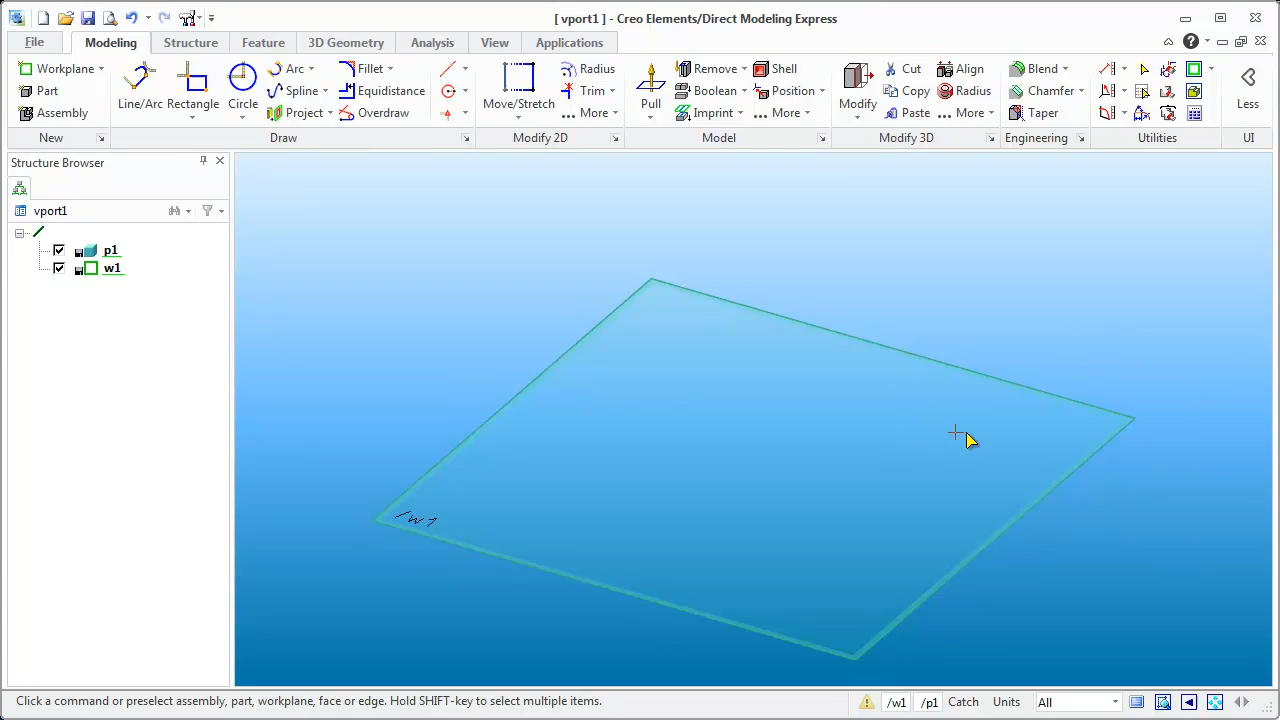 [ vport1 ] - Creo Elements/Direct Modeling Express
File Modeling Structure Feature 3D Geometry Analysis View Applications
Workplane
Part
Assembly
New
Line/Arc Rectangle Circle
Arc Fillet
Spline Equidistance
Project Overdraw
Draw
Move/Stretch
Radius
Trim
... More
Modify 2D
Pull
Remove Shell
Boolean Position
Imprint ... More
Model
Modify
Cut Align
Copy Radius
Paste ... More
Modify 3D
Blend
Chamfer
Taper
Engineering
Utilities
Less
UI
Structure Browser
vport1
p1
w1
/w1
Click a command or preselect assembly, part, workplane, face or edge. Hold SHIFT-key to select multiple items.
/w1 /p1 Catch Units All